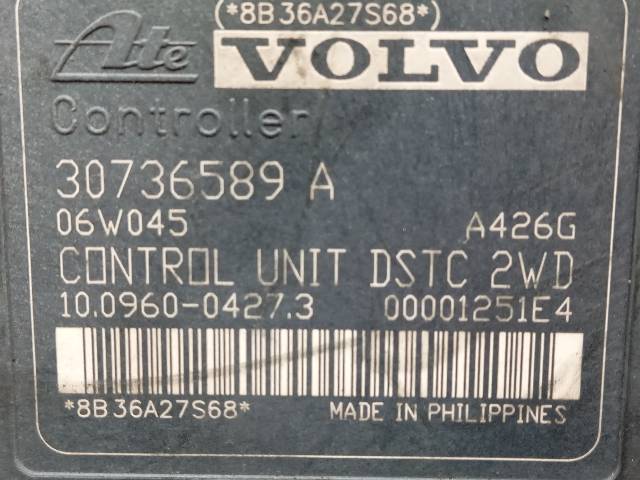 (*8B36A27S68*)
Ate VOLVO
Controller
30736589 A
06W045 A426G
CONTROL UNIT DSTC 2WD
10.0960-0427.3 00001251E4
*8B36A27S68* MADE IN PHILIPPINES